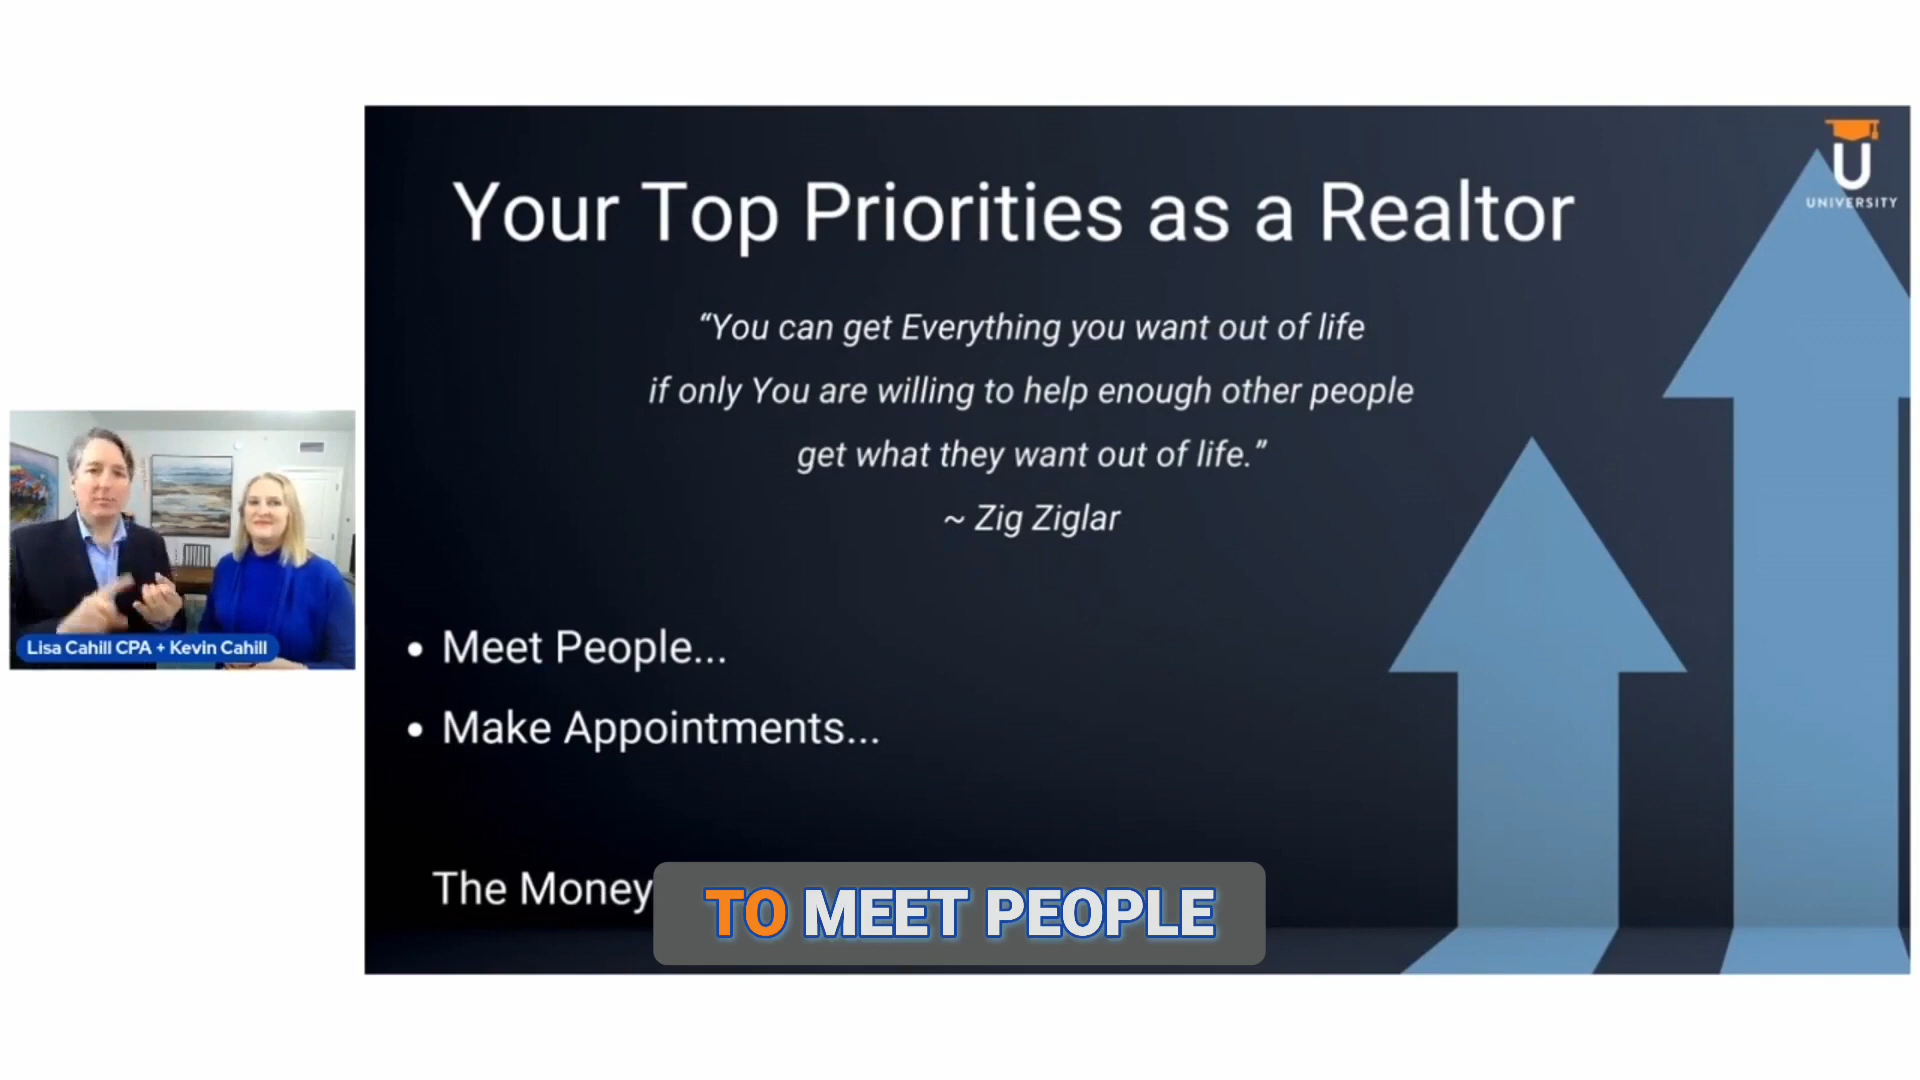 U
UNIVERSITY
Your Top Priorities as a Realtor
“You can get Everything you want out of life
if only You are willing to help enough other people
get what they want out of life.”
~ Zig Ziglar
• Meet People...
• Make Appointments...
The Money
TO MEET PEOPLE
Lisa Cahill CPA + Kevin Cahill